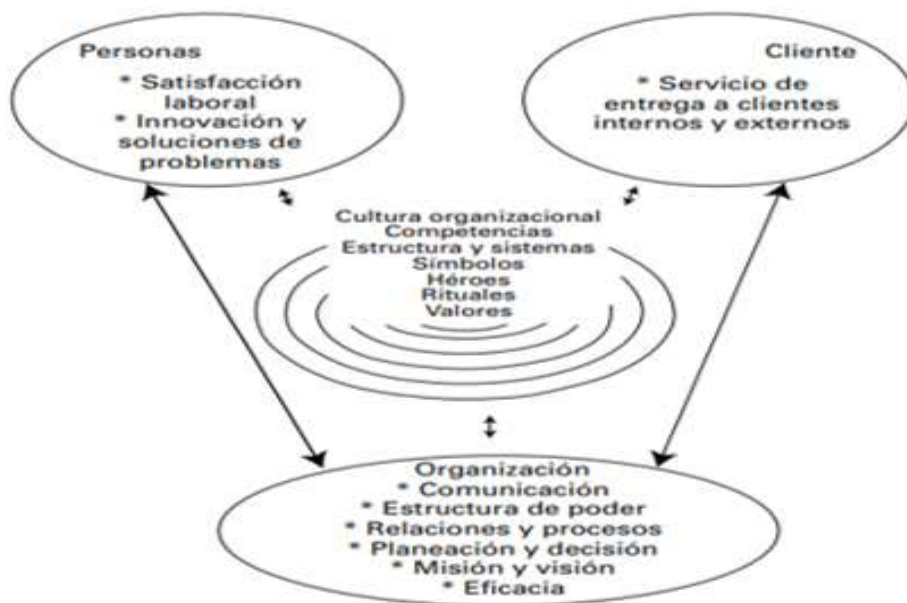 Personas
* Satisfacción
laboral
* Innovación y
soluciones de
problemas
Cliente
* Servicio de
entrega a clientes
internos y externos
Cultura organizacional
Competencias
Estructura y sistemas
Símbolos
Héroes
Rituales
Valores
Organización
* Comunicación
* Estructura de poder
* Relaciones y procesos
* Planeación y decisión
* Misión y visión
* Eficacia